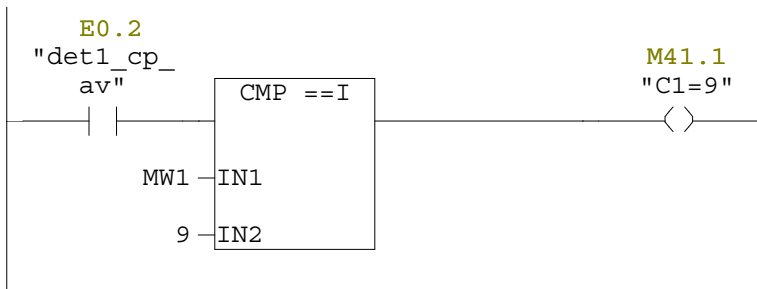 E0.2
"det1_cp_
av"
CMP ==I
M41.1
"C1=9"
MW1
IN1
9
IN2